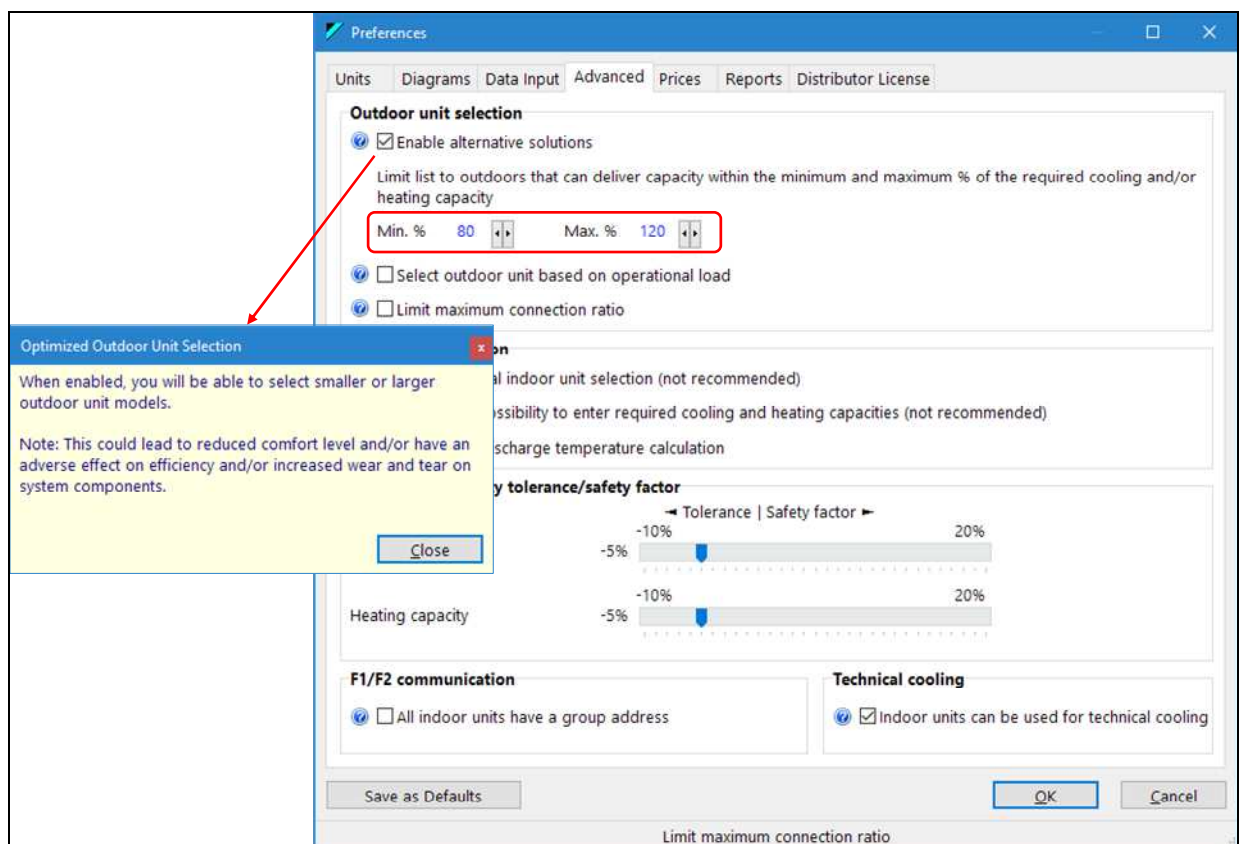 Preferences
Units Diagrams Data Input Advanced Prices Reports Distributor License
Outdoor unit selection
Enable alternative solutions
Limit list to outdoors that can deliver capacity within the minimum and maximum % of the required cooling and/or
heating capacity
Min. % 80 Max. % 120
Select outdoor unit based on operational load
Limit maximum connection ratio
Optimized Outdoor Unit Selection x
When enabled, you will be able to select smaller or larger
outdoor unit models.
Note: This could lead to reduced comfort level and/or have an
adverse effect on efficiency and/or increased wear and tear on
system components.
Close
indoor unit selection (not recommended)
to enter required cooling and heating capacities (not recommended)
temperature calculation
tolerance/safety factor
◄ Tolerance | Safety factor ►
-10% 20%
-5%
-10% 20%
Heating capacity -5%
F1/F2 communication
All indoor units have a group address
Technical cooling
Indoor units can be used for technical cooling
Save as Defaults OK Cancel
Limit maximum connection ratio